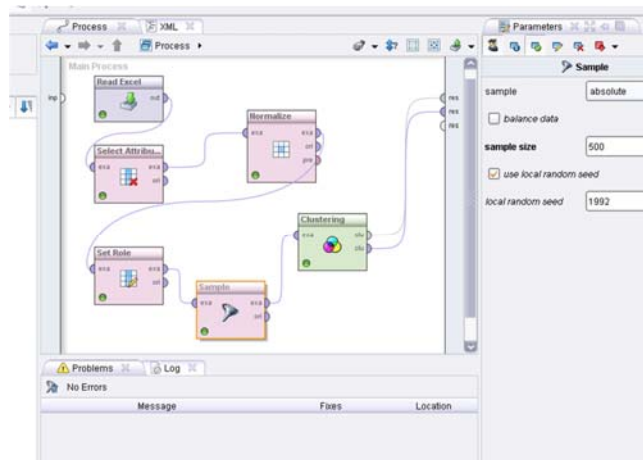 Process
XML
Process
Main Process
inp
Read Excel
out
Select Attribu...
exa
exa
ori
Normalize
exa
exa
ori
pre
Set Role
exa
exa
ori
Sample
exa
exa
ori
Clustering
exa
clu
clu
res
res
res
Problems
Log
No Errors
Message
Fixes
Location
Parameters
Sample
sample
absolute
balance data
sample size
500
use local random seed
local random seed
1992